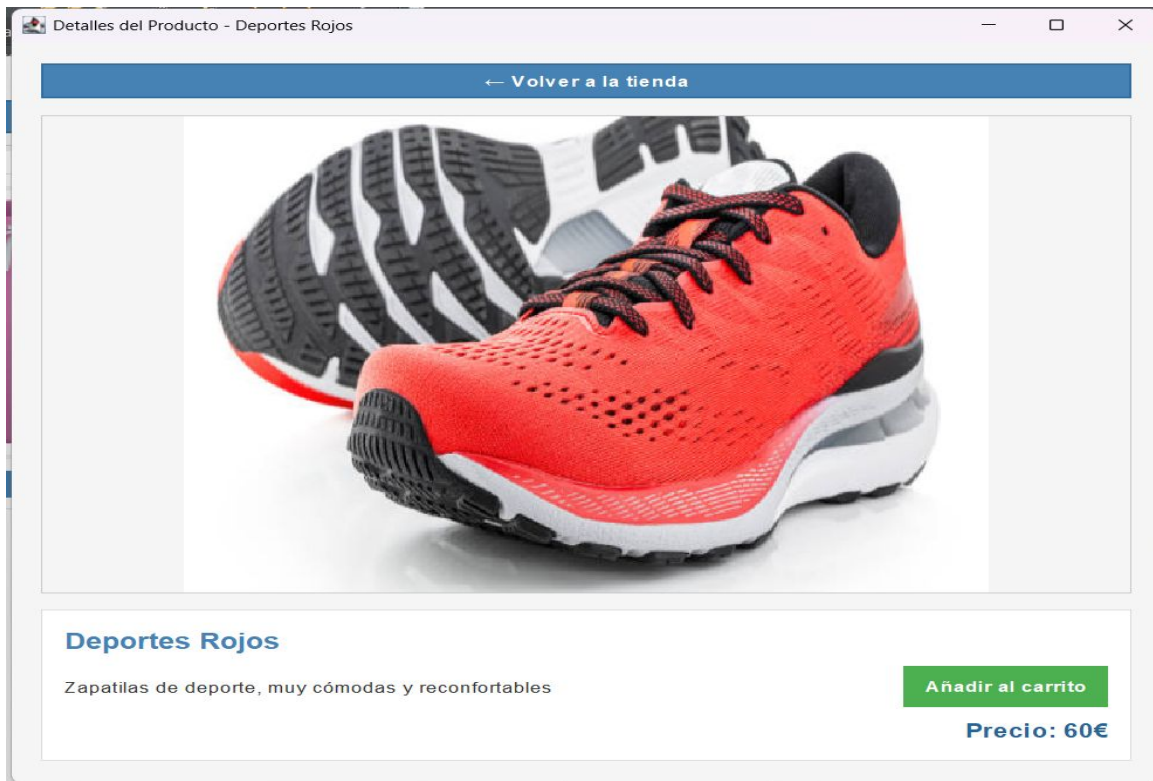 Detalles del Producto - Deportes Rojos
← Volver a la tienda
Deportes Rojos
Zapatilas de deporte, muy cómodas y reconfortables
Añadir al carrito
Precio: 60€